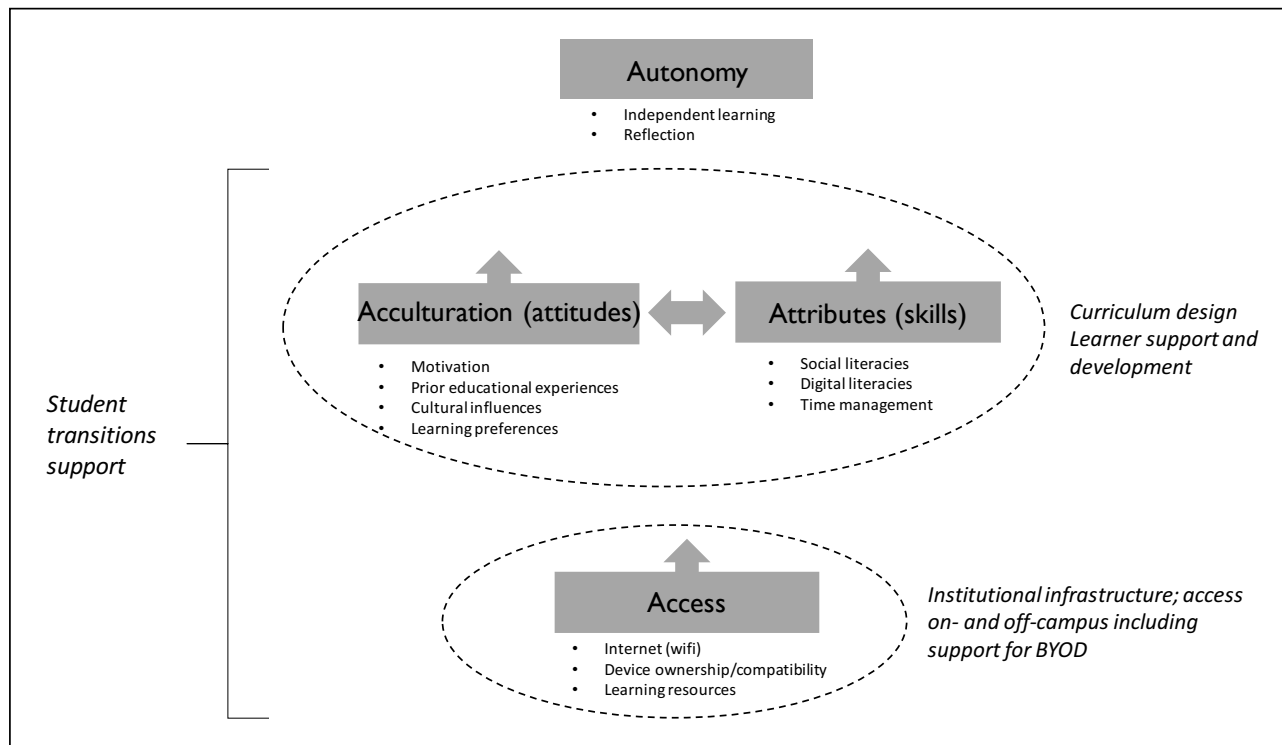 Autonomy
• Independent learning
• Reflection
Acculturation (attitudes)
• Motivation
• Prior educational experiences
• Cultural influences
• Learning preferences
Attributes (skills)
• Social literacies
• Digital literacies
• Time management
Curriculum design
Learner support and
development
Student
transitions
support
Access
• Internet (wifi)
• Device ownership/compatibility
• Learning resources
Institutional infrastructure; access
on- and off-campus including
support for BYOD